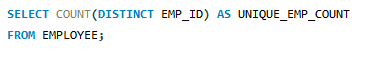 SELECT COUNT(DISTINCT EMP_ID) AS UNIQUE_EMP_COUNT
FROM EMPLOYEE;